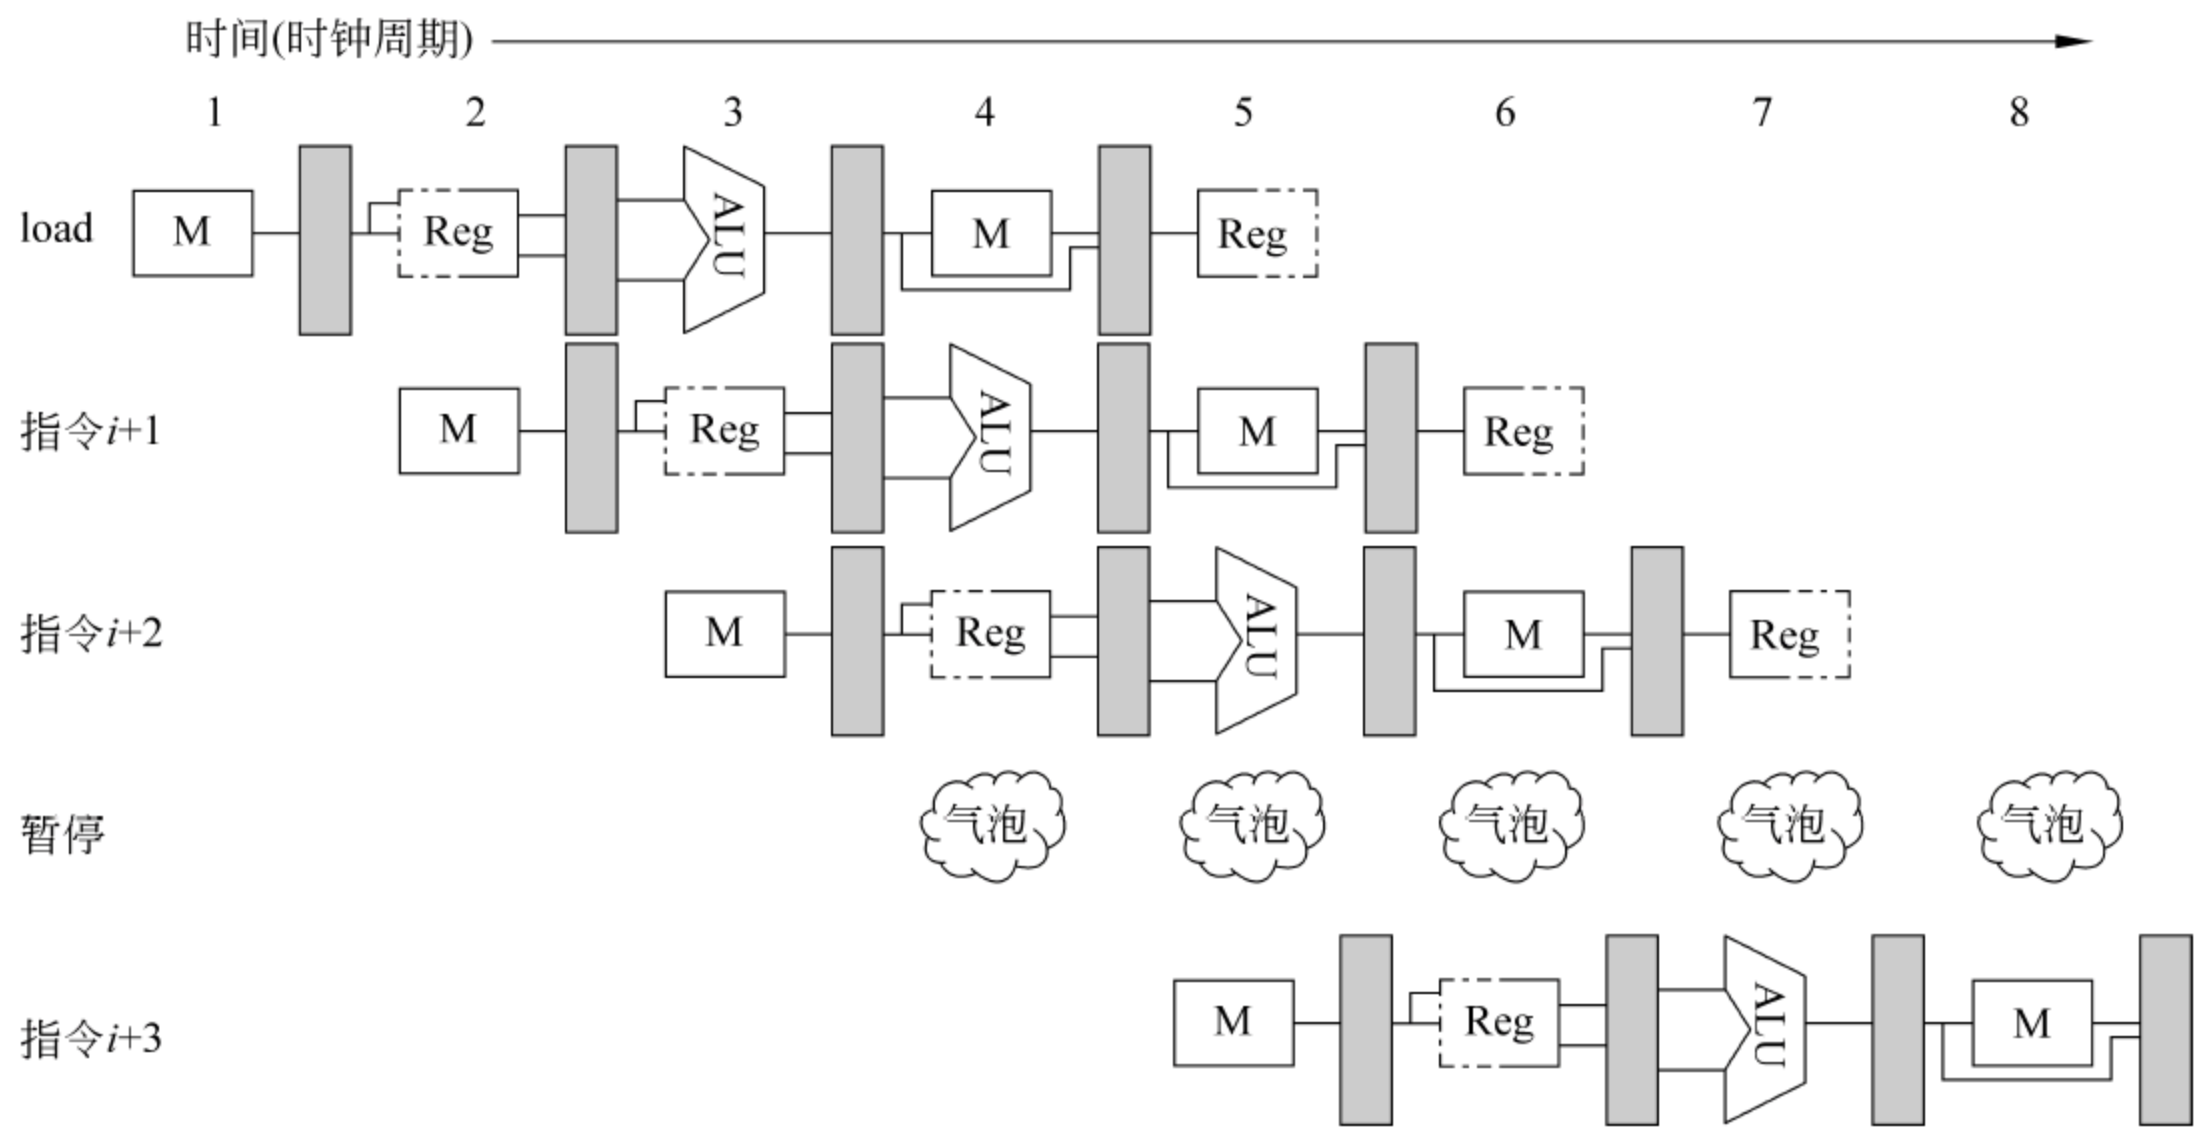 时间(时钟周期)
1 2 3 4 5 6 7 8
load M Reg ALU M Reg
指令i+1 M Reg ALU M Reg
指令i+2 M Reg ALU M Reg
暂停 气泡 气泡 气泡 气泡 气泡
指令i+3 M Reg ALU M